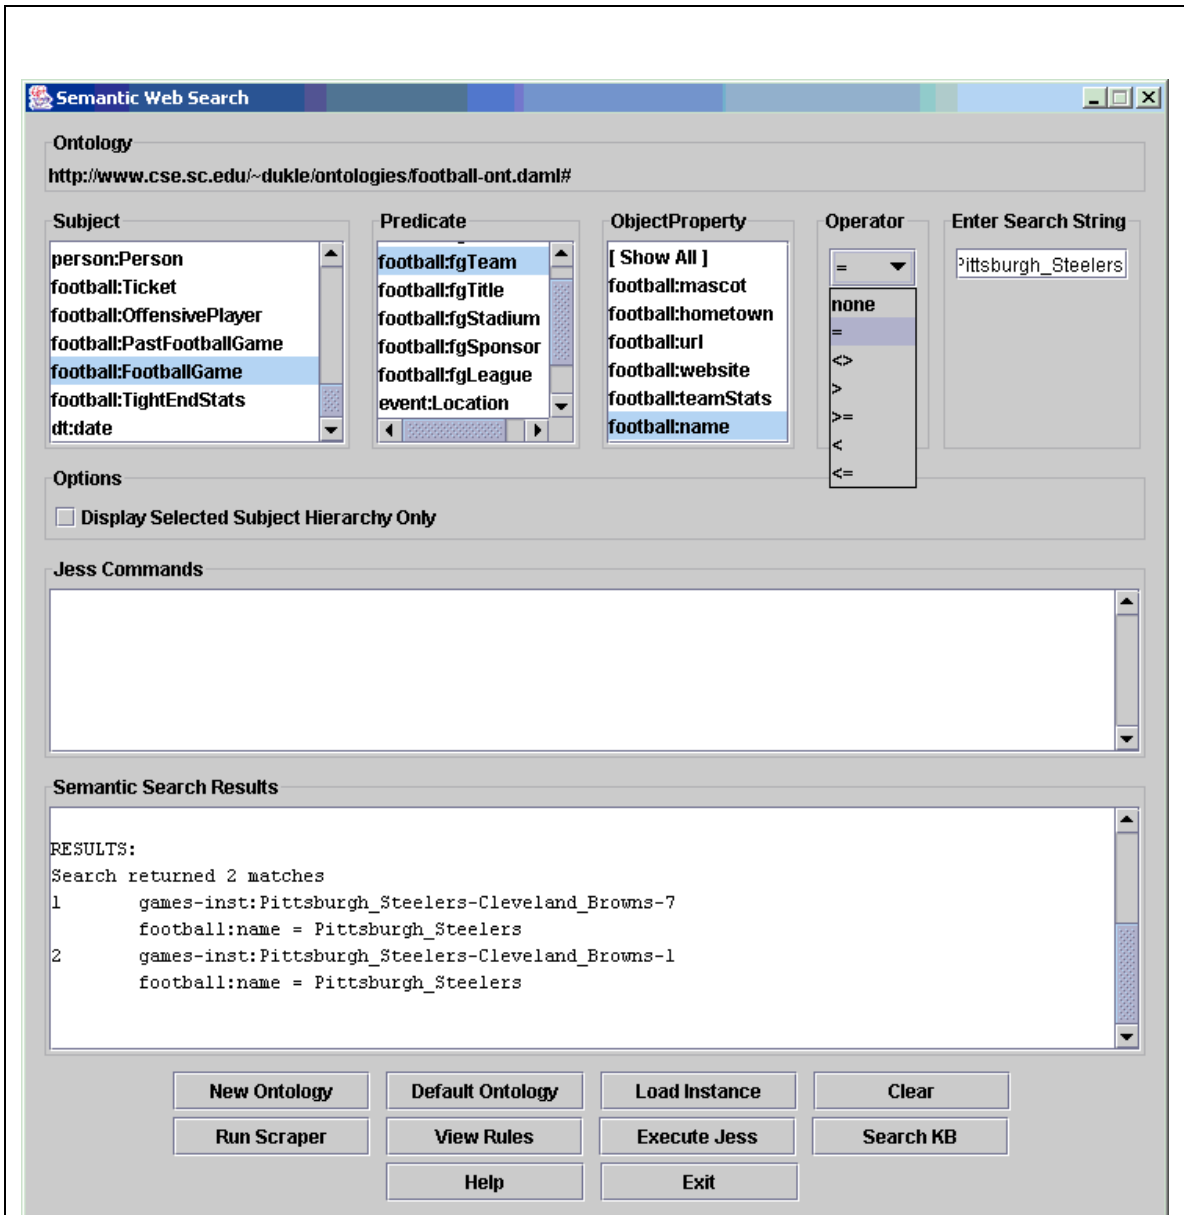 Semantic Web Search
Ontology
http://www.cse.sc.edu/~dukle/ontologies/football-ont.daml#
Subject
person:Person
football:Ticket
football:OffensivePlayer
football:PastFootballGame
football:FootballGame
football:TightEndStats
dt:date
Predicate
football:fgTeam
football:fgTitle
football:fgStadium
football:fgSponsor
football:fgLeague
event:Location
ObjectProperty
[ Show All ]
football:mascot
football:hometown
football:url
football:website
football:teamStats
football:name
Operator
=
none
=
<>
>
>=
<
<=
Enter Search String
Pittsburgh_Steelers
Options
Display Selected Subject Hierarchy Only
Jess Commands
Semantic Search Results
RESULTS:
Search returned 2 matches
1 games-inst:Pittsburgh_Steelers-Cleveland_Browns-7
football:name = Pittsburgh_Steelers
2 games-inst:Pittsburgh_Steelers-Cleveland_Browns-1
football:name = Pittsburgh_Steelers
New Ontology Default Ontology Load Instance Clear
Run Scraper View Rules Execute Jess Search KB
Help Exit